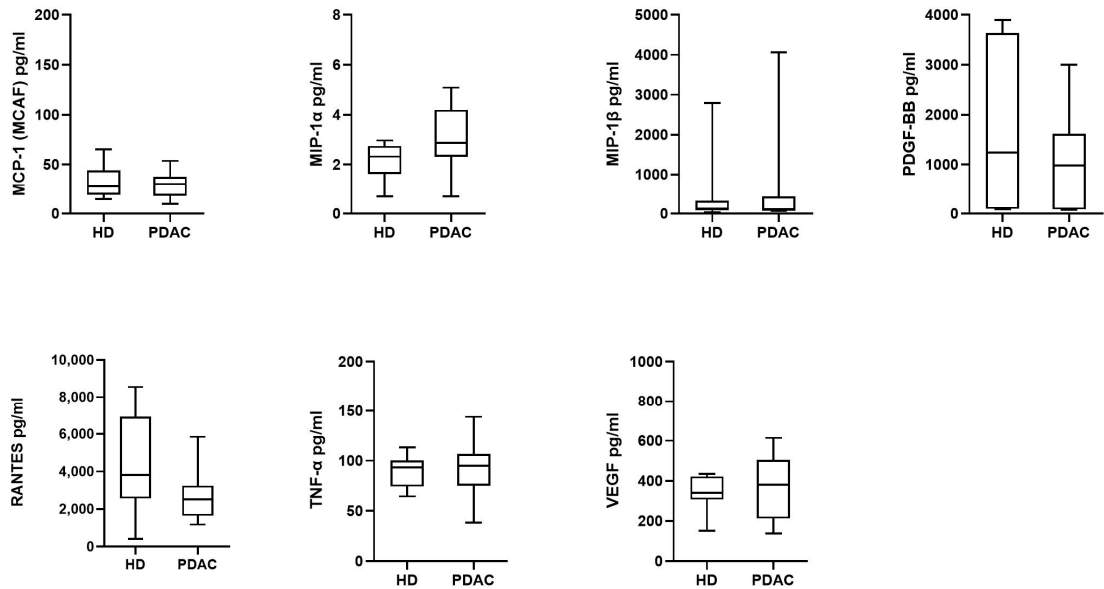 MCP-1 (MCAF) pg/ml
200
150
100
50
0
HD PDAC
MIP-1α pg/ml
8
6
4
2
0
HD PDAC
MIP-1β pg/ml
5000
4000
3000
2000
1000
0
HD PDAC
PDGF-BB pg/ml
4000
3000
2000
1000
0
HD PDAC
RANTES pg/ml
10,000
8,000
6,000
4,000
2,000
0
HD PDAC
TNF-α pg/ml
200
150
100
50
0
HD PDAC
VEGF pg/ml
1000
800
600
400
200
0
HD PDAC